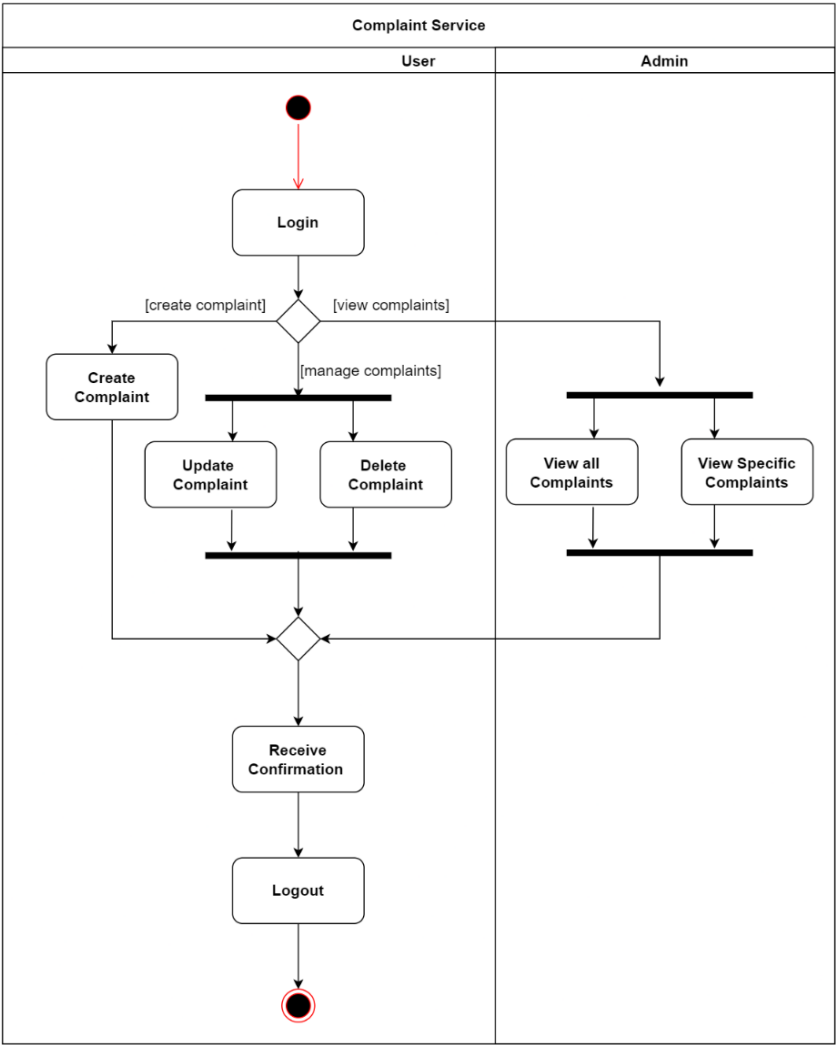 Complaint Service
User
Admin
Login
[create complaint]
[view complaints]
[manage complaints]
Create
Complaint
Update
Complaint
Delete
Complaint
View all
Complaints
View Specific
Complaints
Receive
Confirmation
Logout